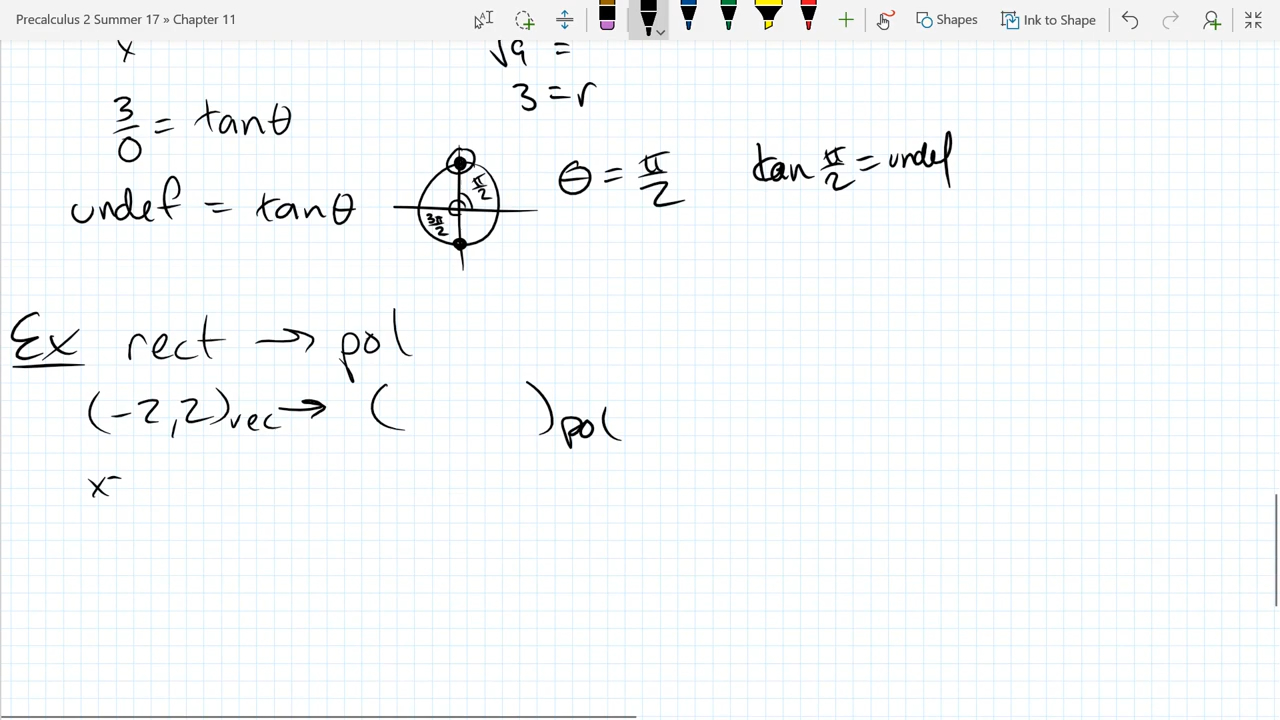 Precalculus 2 Summer 17 » Chapter 11
Shapes
Ink to Shape
x
√9 =
3 = r
3/0 = tanθ
undef = tanθ
π/2
3π/2
θ = π/2
tan π/2 = undef
Ex rect → pol
(-2,2)rec → ( )pol
x=